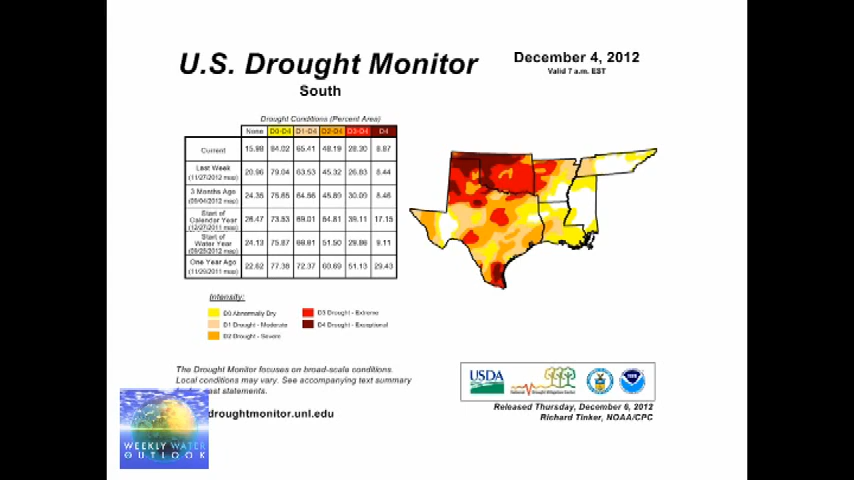 U.S. Drought Monitor
South
December 4, 2012
Valid 7 a.m. EST
Drought Conditions (Percent Area)
None D0-D4 D1-D4 D2-D4 D3-D4 D4
Current 15.98 84.02 65.41 48.19 28.30 8.87
Last Week (11/27/2012 map) 20.96 79.04 63.53 45.32 26.83 8.44
3 Months Ago (09/04/2012 map) 24.35 75.65 64.66 45.80 30.09 8.46
Start of Calendar Year (12/27/2011 map) 26.47 73.53 69.01 64.81 39.11 17.15
Start of Water Year (09/25/2012 map) 24.13 75.87 51.50 9.11
One Year Ago (11/29/2011 map) 22.62 77.38 72.37 60.69 51.13 29.43
Intensity:
D0 Abnormally Dry
D1 Drought - Moderate
D2 Drought - Severe
D3 Drought - Extreme
D4 Drought - Exceptional
The Drought Monitor focuses on broad-scale conditions.
Local conditions may vary. See accompanying text summary
statements.
droughtmonitor.unl.edu
WEEKLY WATER
OUTLOOK
USDA
National Drought Mitigation Center
Released Thursday, December 6, 2012
Richard Tinker, NOAA/CPC